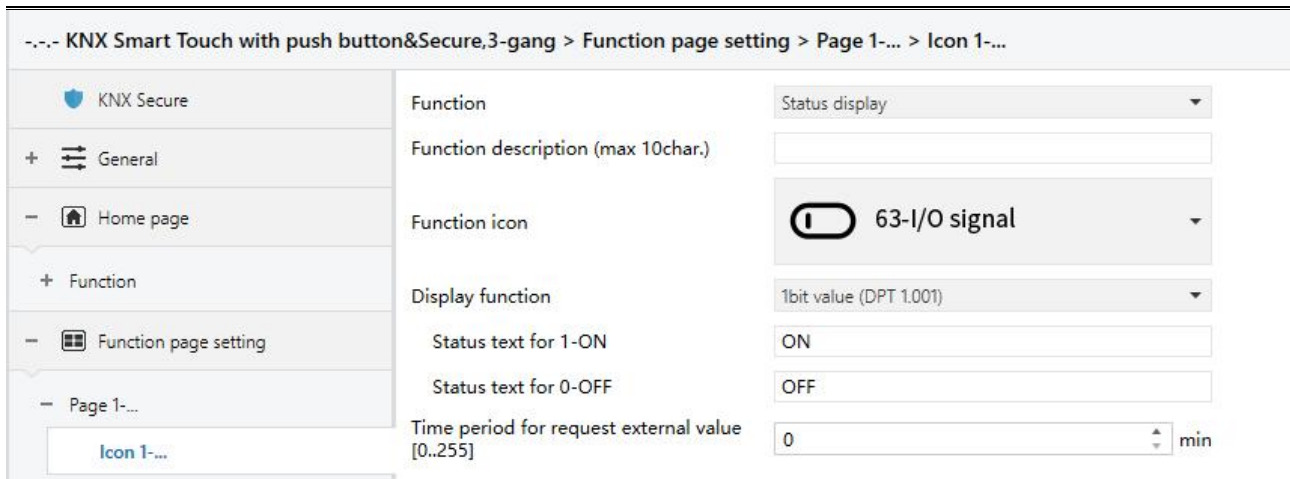 -.-.- KNX Smart Touch with push button&Secure,3-gang > Function page setting > Page 1-... > Icon 1-...
KNX Secure
+ General
– Home page
+ Function
– Function page setting
– Page 1-...
Icon 1-...
Function
Status display
Function description (max 10char.)
Function icon
63-I/O signal
Display function
1bit value (DPT 1.001)
Status text for 1-ON
ON
Status text for 0-OFF
OFF
Time period for request external value
[0..255]
0
min